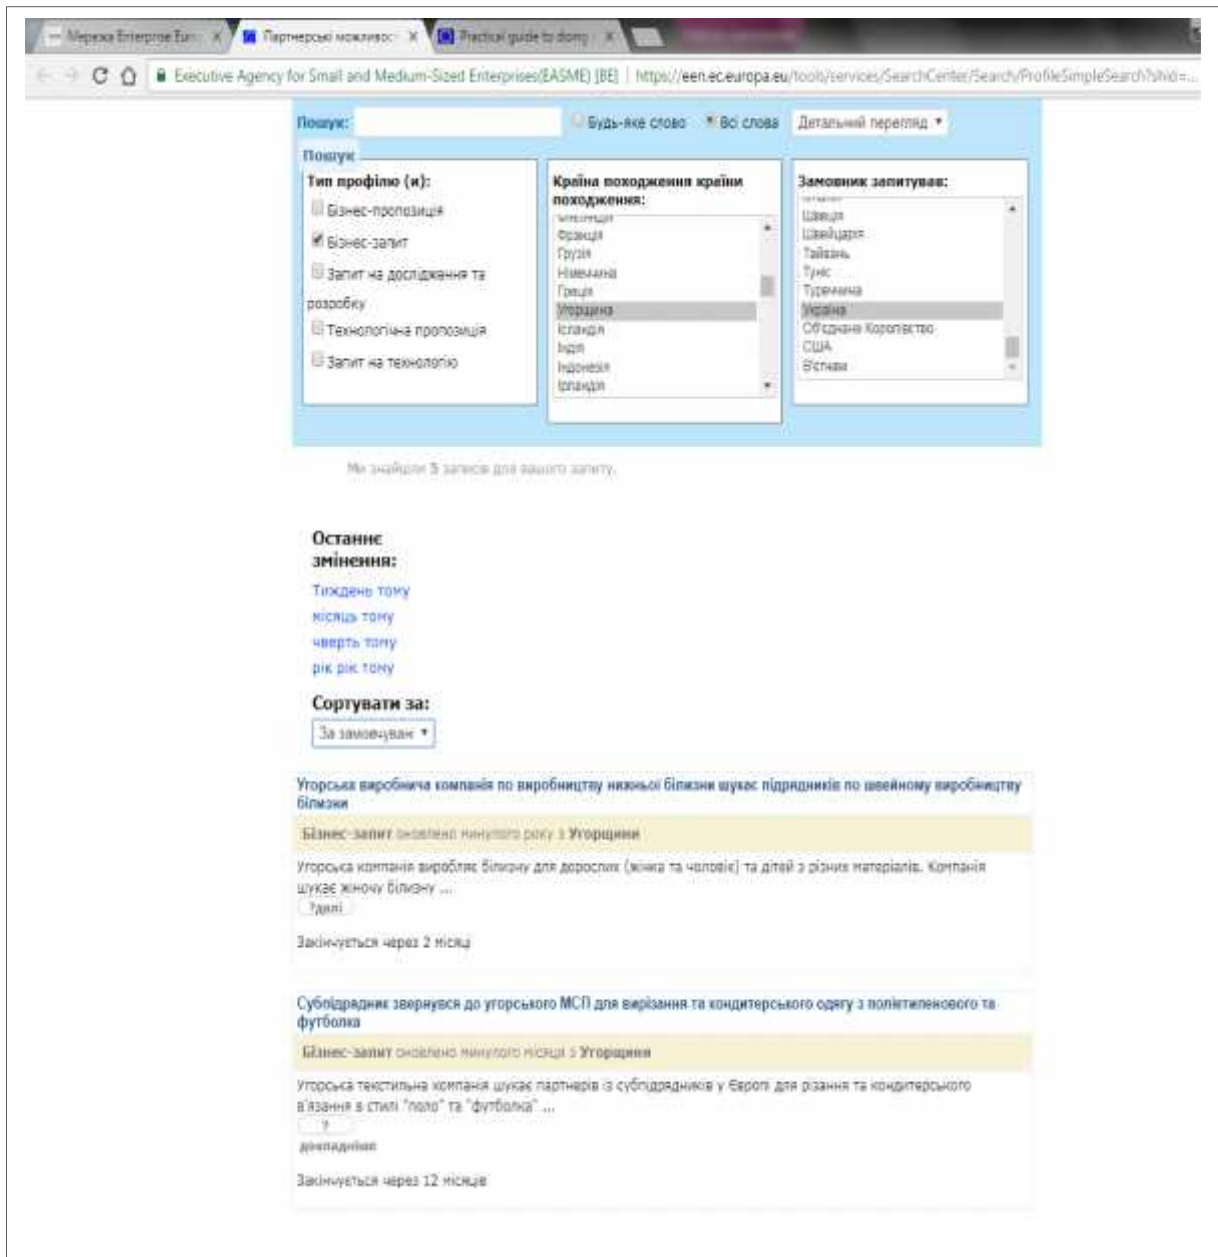 Мережа Enterprise Euro
Партнерські можливос
Practical guide to doing
Executive Agency for Small and Medium-Sized Enterprises(EASME) [BE] | https://een.ec.europa.eu/tools/services/SearchCenter/Search/ProfileSimpleSearch?shid=...
Пошук: Будь-яке слово Всі слова Детальний перегляд
Пошук
Тип профілю (и):
Бізнес-пропозиція
Бізнес-запит
Запит на дослідження та
розробку
Технологічна пропозиція
Запит на технологію
Країна походження країни
походження:
Франція
Грузія
Німеччина
Греція
Угорщина
Ісландія
Індія
Індонезія
Ірландія
Замовник запитував:
Швеція
Швейцарія
Тайвань
Туніс
Туреччина
Україна
Об'єднане Королівство
США
В'єтнам
Ми знайшли 5 записів для вашого запиту.
Останнє
змінення:
Тиждень тому
місяць тому
чверть тому
рік рік тому
Сортувати за:
За замовчуван
Угорська виробнича компанія по виробництву нижньої білизни шукає підрядників по швейному виробництву
білизни
Бізнес-запит оновлено минулого року з Угорщини
Угорська компанія виробляє білизну для дорослих (жінка та чоловік) та дітей з різних матеріалів. Компанія
шукає жіночу білизну ...
?далі
Закінчується через 2 місяці
Субпідрядник звернувся до угорського МСП для вирізання та кондитерського одягу з поліетиленового та
футболка
Бізнес-запит оновлено минулого місяця з Угорщини
Угорська текстильна компанія шукає партнерів із субпідрядників у Європі для різання та кондитерського
в'язання в стилі "поло" та "футболка" ...
?
докладніше
Закінчується через 12 місяців